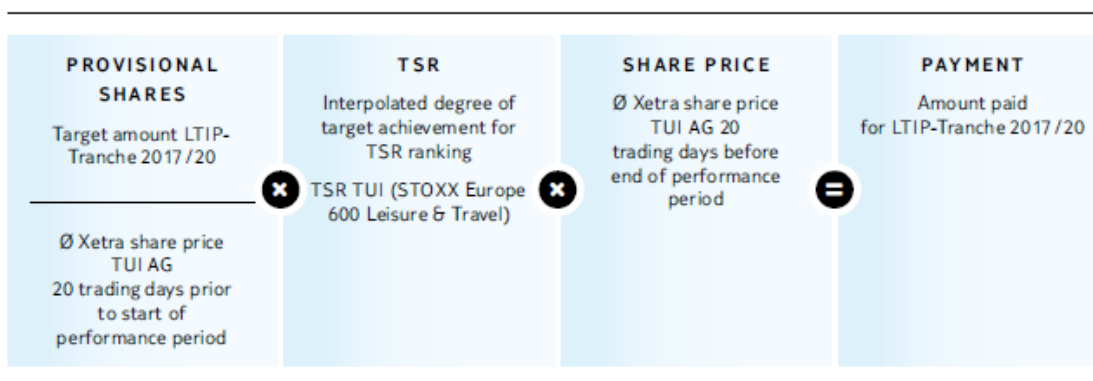 PROVISIONAL
SHARES
Target amount LTIP-
Tranche 2017/20
Ø Xetra share price
TUI AG
20 trading days prior
to start of
performance period
×
TSR
Interpolated degree of
target achievement for
TSR ranking
TSR TUI (STOXX Europe
600 Leisure & Travel)
×
SHARE PRICE
Ø Xetra share price
TUI AG 20
trading days before
end of performance
period
=
PAYMENT
Amount paid
for LTIP-Tranche 2017/20